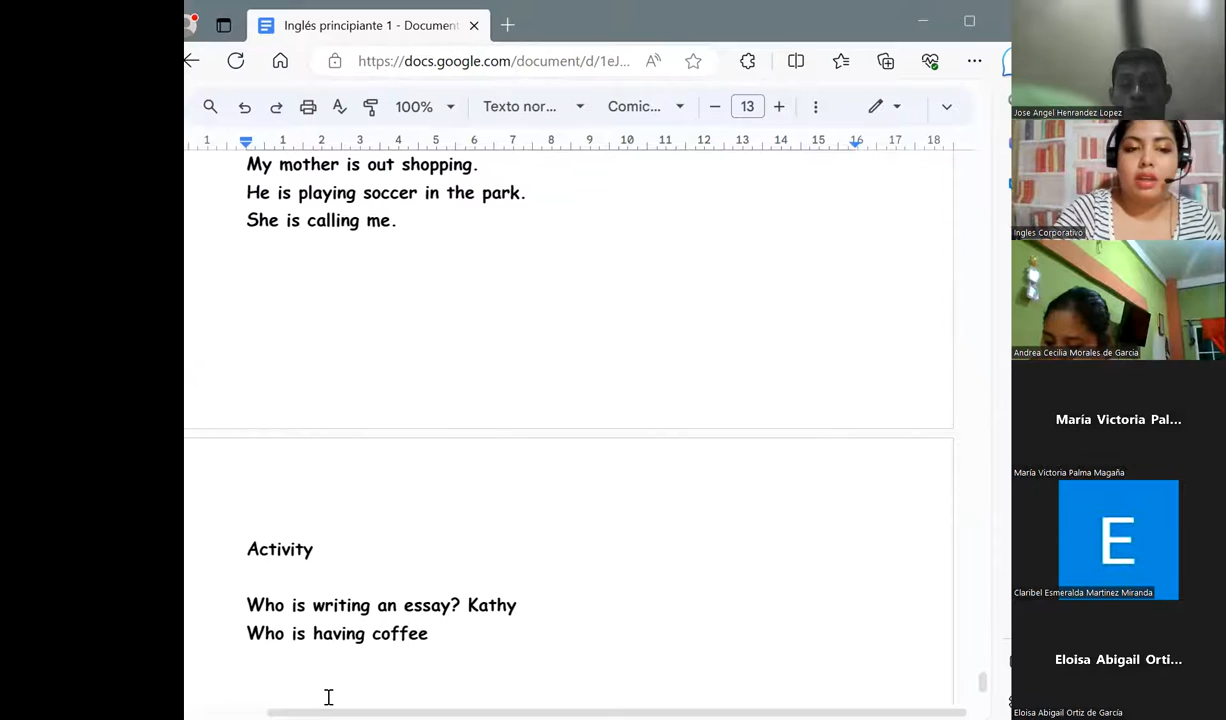 Inglés principiante 1 - Document
https://docs.google.com/document/d/1eJ...
100% Texto nor... Comic... 13
1 1 2 3 4 5 6 7 8 9 10 11 12 13 14 15 16 17 18
My mother is out shopping.
He is playing soccer in the park.
She is calling me.
Activity
Who is writing an essay? Kathy
Who is having coffee
Jose Angel Henrandez Lopez
Ingles Corporativo
Andrea Cecilia Morales de Garcia
María Victoria Pal...
María Victoria Palma Magaña
E
Claribel Esmeralda Martinez Miranda
Eloisa Abigail Orti...
Eloisa Abigail Ortiz de García